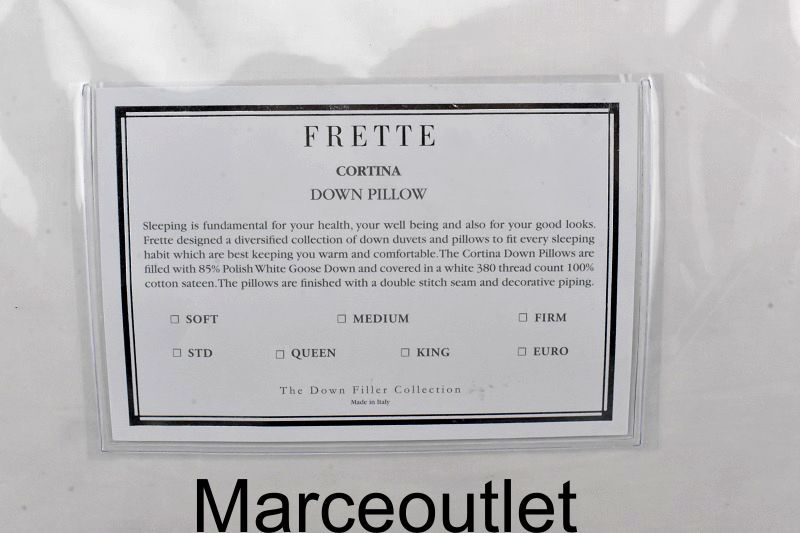 FRETTE
CORTINA
DOWN PILLOW
Sleeping is fundamental for your health, your well being and also for your good looks.
Frette designed a diversified collection of down duvets and pillows to fit every sleeping
habit which are best keeping you warm and comfortable.The Cortina Down Pillows are
filled with 85% Polish White Goose Down and covered in a white 380 thread count 100%
cotton sateen.The pillows are finished with a double stitch seam and decorative piping.
☐ SOFT ☐ MEDIUM ☐ FIRM
☐ STD ☐ QUEEN ☐ KING ☐ EURO
The Down Filler Collection
Made in Italy
Marceoutlet